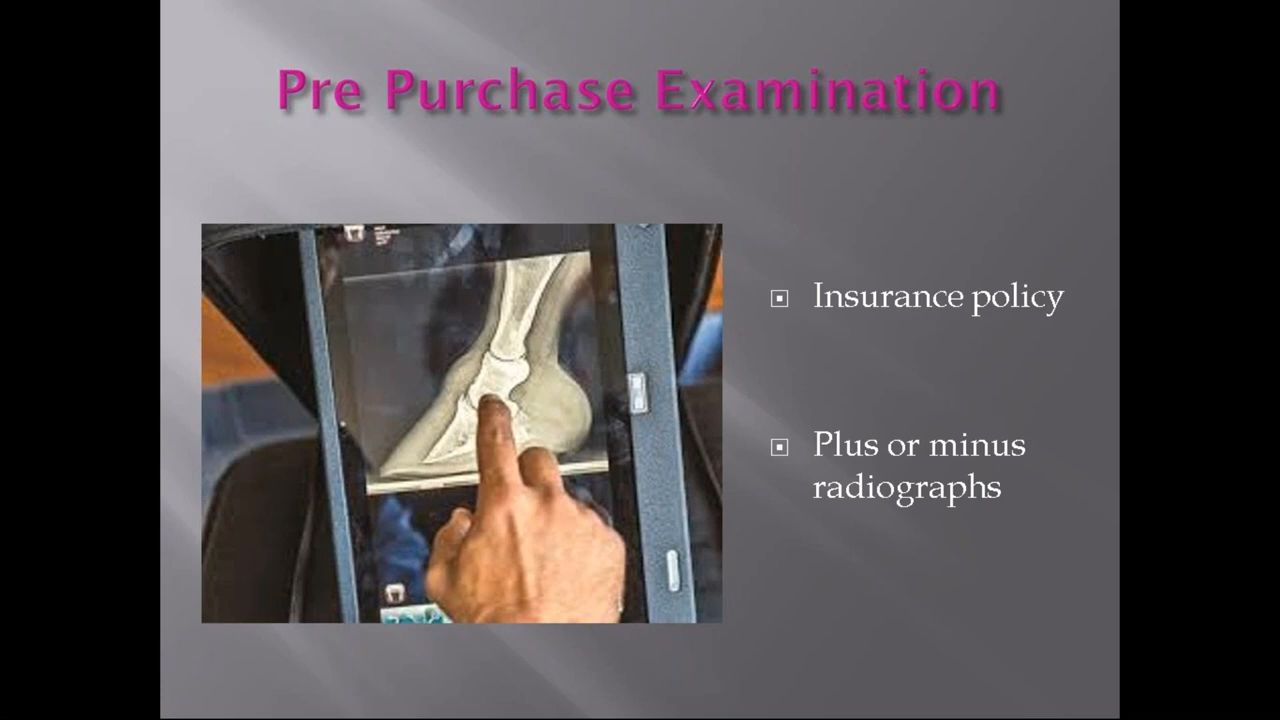 Pre Purchase Examination
Insurance policy
Plus or minus
radiographs